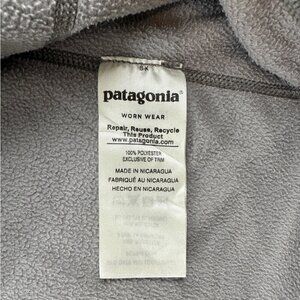 patagonia®
WORN WEAR
Repair, Reuse, Recycle
This Product
www.patagonia.com
100% POLYESTER
EXCLUSIVE OF TRIM
MADE IN NICARAGUA
FABRIQUÉ AU NICARAGUA
HECHO EN NICARAGUA